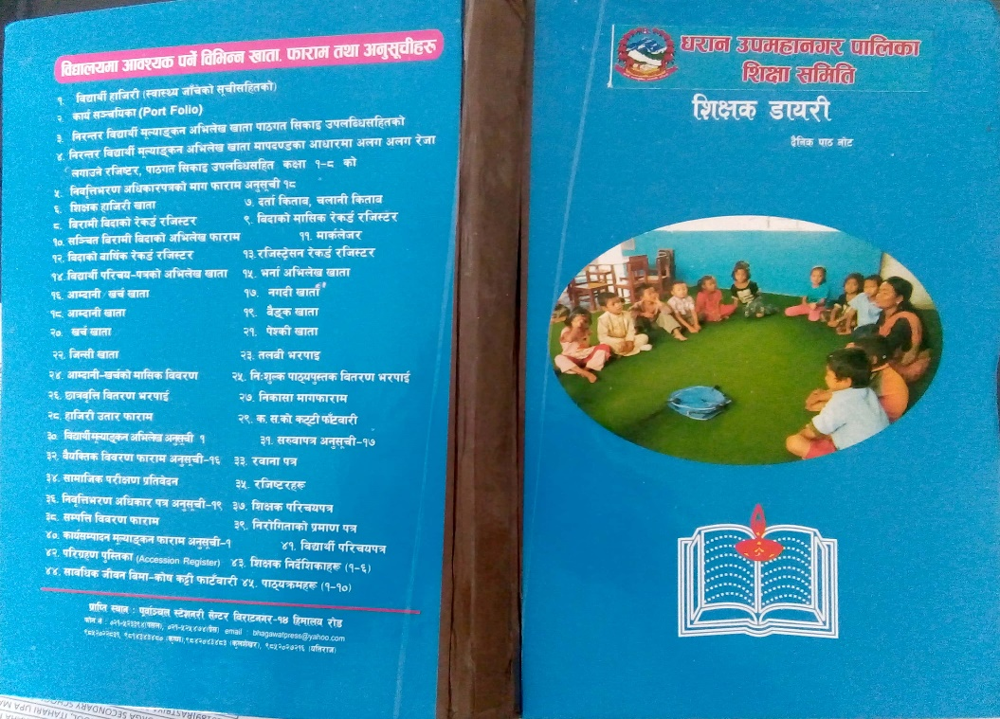 विद्यालयमा आवश्यक पर्ने विभिन्न खाता, फाराम तथा अनुसूचीहरू
१. विद्यार्थी हाजिरी (स्वास्थ्य जाँचको सूचीसहितको)
२. कार्य सञ्चयिका (Port Folio)
३. निरन्तर विद्यार्थी मूल्याङ्कन अभिलेख खाता पाठगत सिकाइ उपलब्धिसहितको
४. निरन्तर विद्यार्थी मूल्याङ्कन अभिलेख खाता मापदण्डका आधारमा अलग अलग रेजा
लगाउने रजिष्टर, पाठगत सिकाइ उपलब्धिसहित कक्षा १-८ को
५. निवृत्तिभरण अधिकारपत्रको माग फाराम अनुसूची १८
६. शिक्षक हाजिरी खाता ७. दर्ता किताब, चलानी किताब
८. बिरामी बिदाको रेकर्ड रजिस्टर ९. बिदाको मासिक रेकर्ड रजिस्टर
१०. सञ्चित बिरामी बिदाको अभिलेख फाराम ११. मार्कलेजर
१२. बिदाको वार्षिक रेकर्ड रजिस्टर १३. रजिस्ट्रेसन रेकर्ड रजिस्टर
१४. विद्यार्थी परिचय-पत्रको अभिलेख खाता १५. भर्ना अभिलेख खाता
१६. आम्दानी खर्च खाता १७. नगदी खाता
१८. आम्दानी खाता १९. बैङ्क खाता
२०. खर्च खाता २१. पेश्की खाता
२२. जिन्सी खाता २३. तलबी भरपाइ
२४. आम्दानी-खर्चको मासिक विवरण २५. निःशुल्क पाठ्यपुस्तक वितरण भरपाई
२६. छात्रवृत्ति वितरण भरपाई २७. निकासा मागफाराम
२८. हाजिरी उतार फाराम २९. क.स.को कट्टी फाँटवारी
३०. विद्यार्थी मूल्याङ्कन अभिलेख अनुसूची १ ३१. सरुवापत्र अनुसूची-१७
३२. वैयक्तिक विवरण फाराम अनुसूची-१६ ३३. रवाना पत्र
३४. सामाजिक परीक्षण प्रतिवेदन ३५. रजिष्टरहरू
३६. निवृत्तिभरण अधिकार पत्र अनुसूची-१९ ३७. शिक्षक परिचयपत्र
३८. सम्पत्ति विवरण फाराम ३९. निरोगिताको प्रमाण पत्र
४०. कार्यसम्पादन मूल्याङ्कन फाराम अनुसूची-१ ४१. विद्यार्थी परिचयपत्र
४२. परिग्रहण पुस्तिका (Accession Register) ४३. शिक्षक निर्देशिकाहरू (१-६)
४४. सावधिक जीवन विमा-कोष कट्टी फाटँवारी ४५. पाठ्यक्रमहरू (१-१०)
प्राप्ति स्थान : पूर्वाञ्चल स्टेशनरी सेन्टर विराटनगर-१४ हिमालय रोड
फोन नं : email : bhagawatpress@yahoo.com
धरान उपमहानगर पालिका
शिक्षा समिति
शिक्षक डायरी
दैनिक पाठ नोट